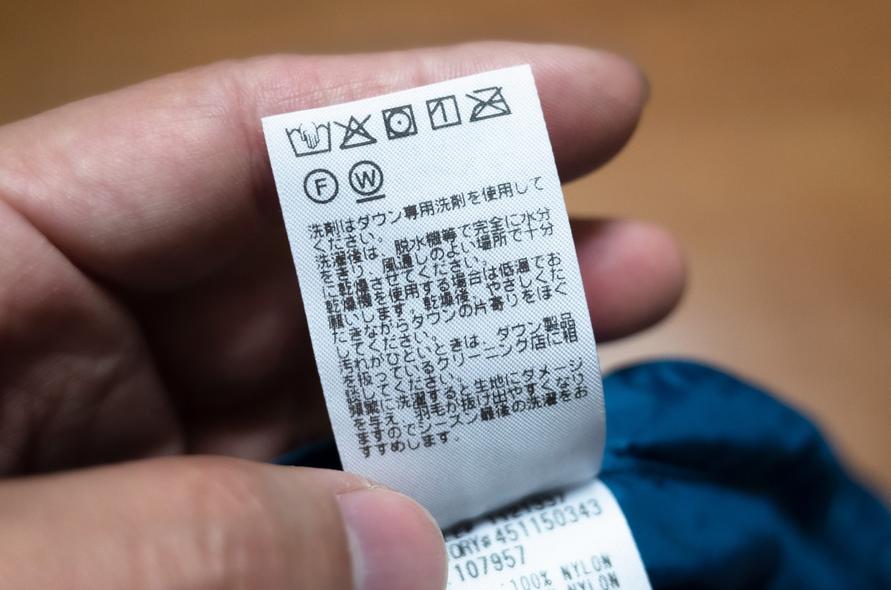 F W
洗剤はダウン専用洗剤を使用して
ください。
洗濯後は、脱水機等で完全に水分
をきり、風通しのよい場所で十分
に乾燥させてください。
乾燥機を使用する場合は低温でお
願いします。乾燥後、やさしくた
たきながらダウンの片寄りをほぐ
してください。
汚れがひどいときは、ダウン製品
を扱っているクリーニング店に相
談してください。
頻繁に洗濯すると生地にダメージ
を与え、羽毛が抜け出やすくなり
ますのでシーズン最後の洗濯をお
すすめします。
ORY#451150343
107957
100% NYLON
NYLON